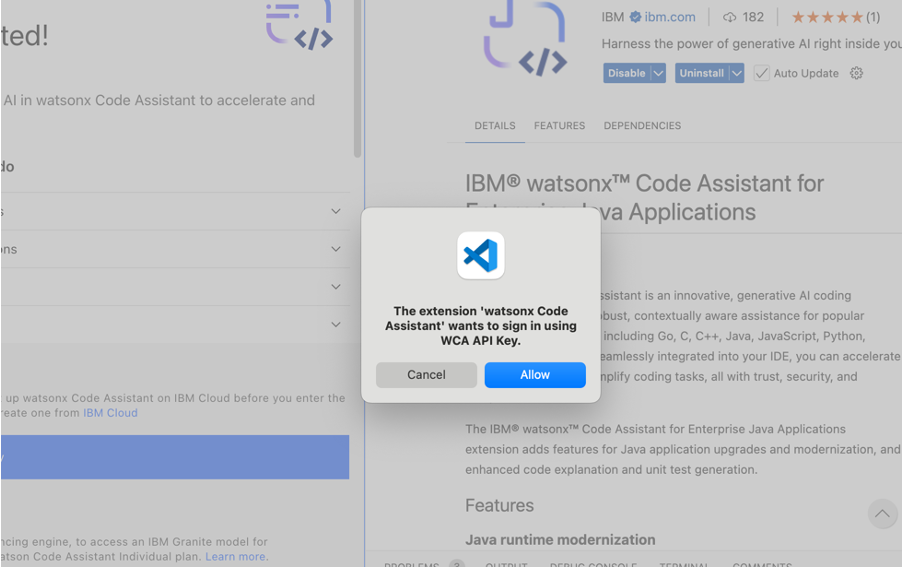 ted!
AI in watsonx Code Assistant to accelerate and
do
s
ons
up watsonx Code Assistant on IBM Cloud before you enter the
reate one from IBM Cloud
y
ncing engine, to access an IBM Granite model for
atson Code Assistant Individual plan. Learn more.
IBM ibm.com 182 (1)
Harness the power of generative AI right inside you
Disable Uninstall Auto Update
DETAILS FEATURES DEPENDENCIES
IBM® watsonx™ Code Assistant for
Enterprise Java Applications
ssistant is an innovative, generative AI coding
bust, contextually aware assistance for popular
including Go, C, C++, Java, JavaScript, Python,
eamlessly integrated into your IDE, you can accelerate
mplify coding tasks, all with trust, security, and
The IBM® watsonx™ Code Assistant for Enterprise Java Applications
extension adds features for Java application upgrades and modernization, and
enhanced code explanation and unit test generation.
Features
Java runtime modernization
The extension 'watsonx Code
Assistant' wants to sign in using
WCA API Key.
Cancel Allow
PROBLEMS OUTPUT DEBUG CONSOLE TERMINAL COMMENTS